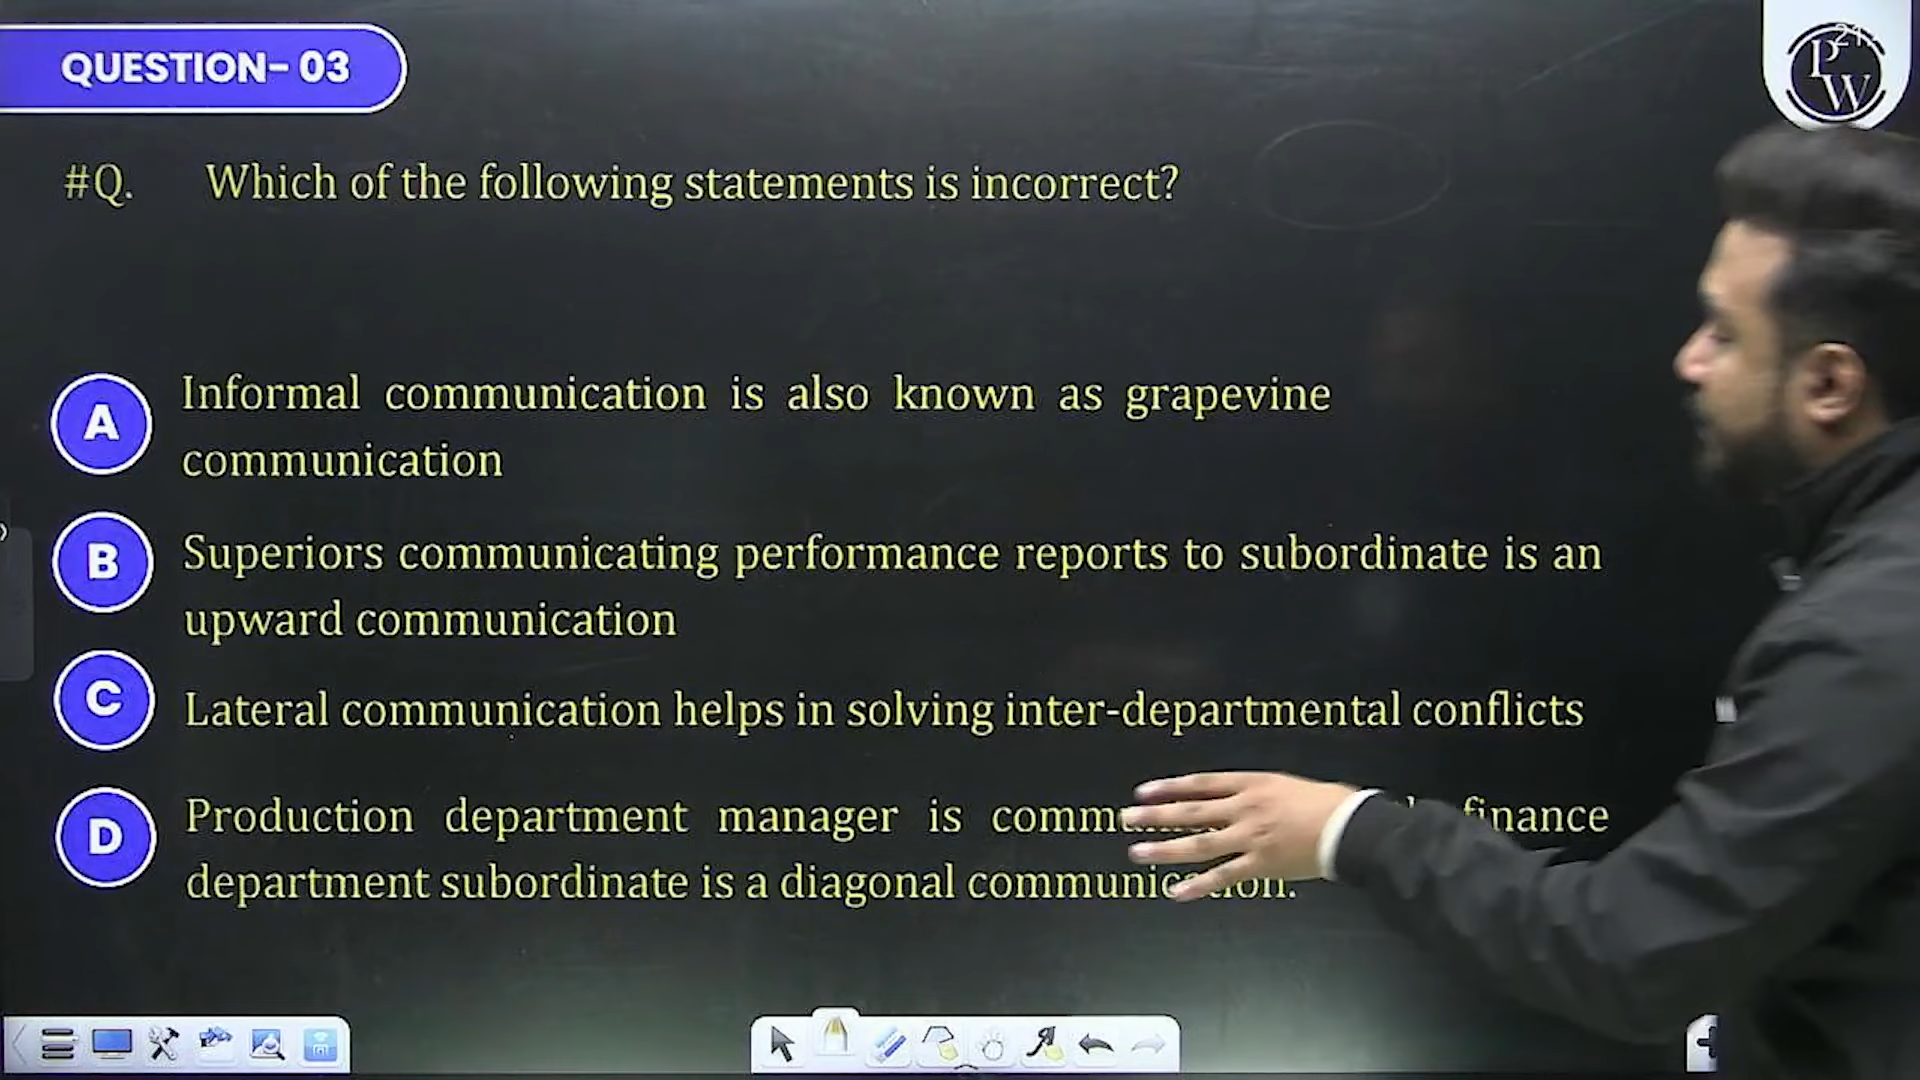 QUESTION- 03
PW
#Q. Which of the following statements is incorrect?
A Informal communication is also known as grapevine
communication
B Superiors communicating performance reports to subordinate is an
upward communication
C Lateral communication helps in solving inter-departmental conflicts
D Production department manager is finance
department subordinate is a diagonal communication.